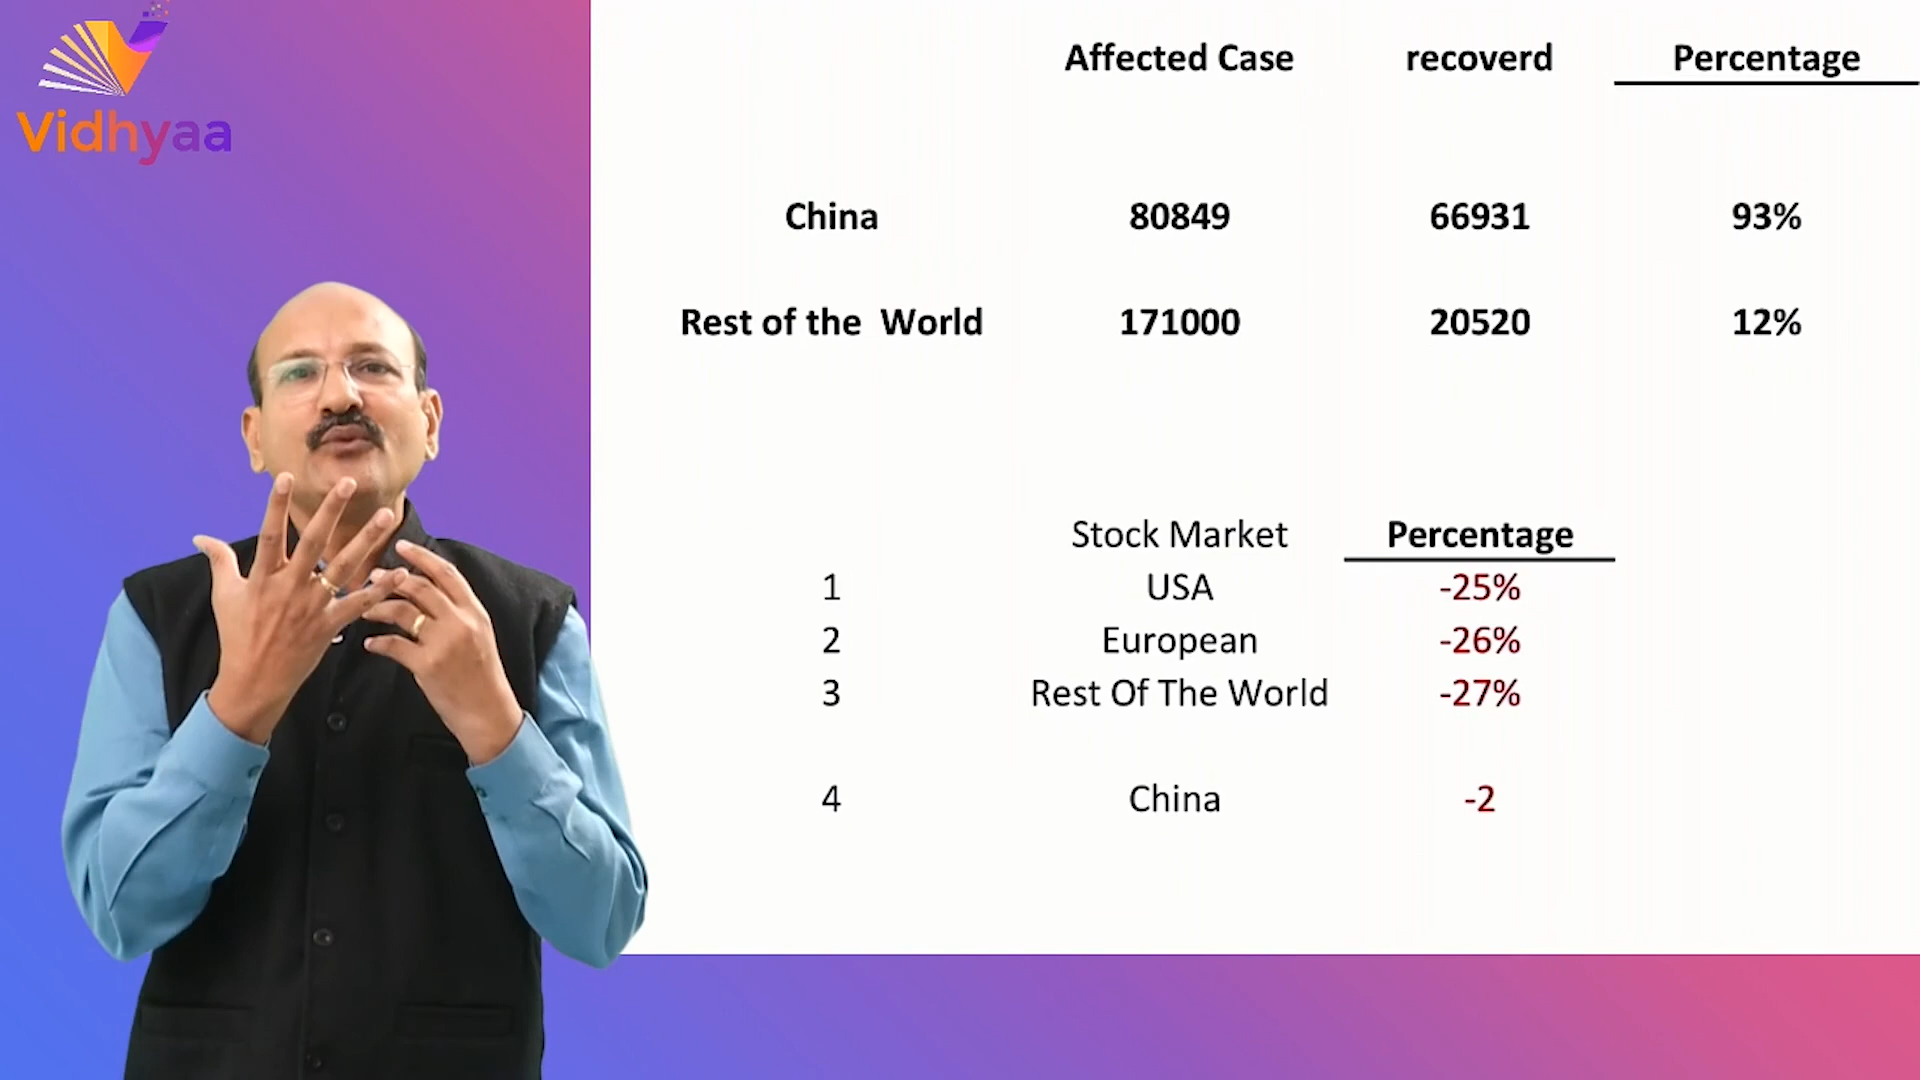 Vidhyaa
Affected Case recoverd Percentage
China 80849 66931 93%
Rest of the World 171000 20520 12%
Stock Market Percentage
1 USA -25%
2 European -26%
3 Rest Of The World -27%
4 China -2